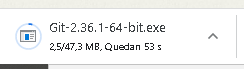 Git-2.36.1-64-bit.exe
2,5/47,3 MB, Quedan 53 s